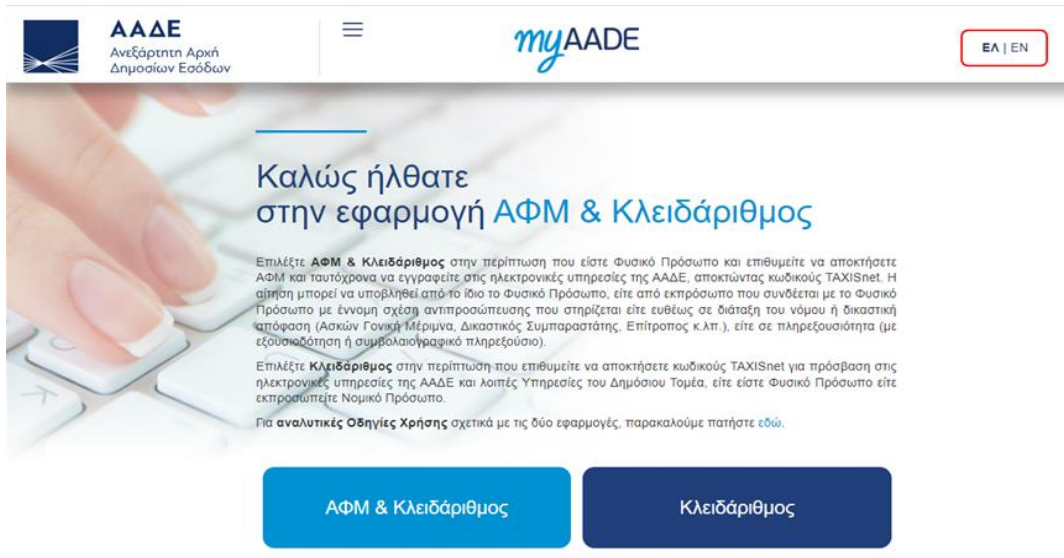 ΑΑΔΕ
Ανεξάρτητη Αρχή
Δημοσίων Εσόδων
myAADE
ΕΛ | EN
Καλώς ήλθατε
στην εφαρμογή ΑΦΜ & Κλειδάριθμος
Επιλέξτε ΑΦΜ & Κλειδάριθμος στην περίπτωση που είστε Φυσικό Πρόσωπο και επιθυμείτε να αποκτήσετε
ΑΦΜ και ταυτόχρονα να εγγραφείτε στις ηλεκτρονικές υπηρεσίες της ΑΑΔΕ, αποκτώντας κωδικούς TAXISnet. Η
αίτηση μπορεί να υποβληθεί από το ίδιο το Φυσικό Πρόσωπο, είτε από εκπρόσωπο που συνδέεται με το Φυσικό
Πρόσωπο με έννομη σχέση αντιπροσώπευσης που στηρίζεται είτε ευθέως σε διάταξη του νόμου ή δικαστική
απόφαση (Ασκών Γονική Μέριμνα, Δικαστικός Συμπαραστάτης, Επίτροπος κ.λπ.), είτε σε πληρεξουσιότητα (με
εξουσιοδότηση ή συμβολαιογραφικό πληρεξούσιο).
Επιλέξτε Κλειδάριθμος στην περίπτωση που επιθυμείτε να αποκτήσετε κωδικούς TAXISnet για πρόσβαση στις
ηλεκτρονικές υπηρεσίες της ΑΑΔΕ και λοιπές Υπηρεσίες του Δημόσιου Τομέα, είτε είστε Φυσικό Πρόσωπο είτε
εκπροσωπείτε Νομικό Πρόσωπο.
Για αναλυτικές Οδηγίες Χρήσης σχετικά με τις δύο εφαρμογές, παρακαλούμε πατήστε εδώ.
ΑΦΜ & Κλειδάριθμος
Κλειδάριθμος